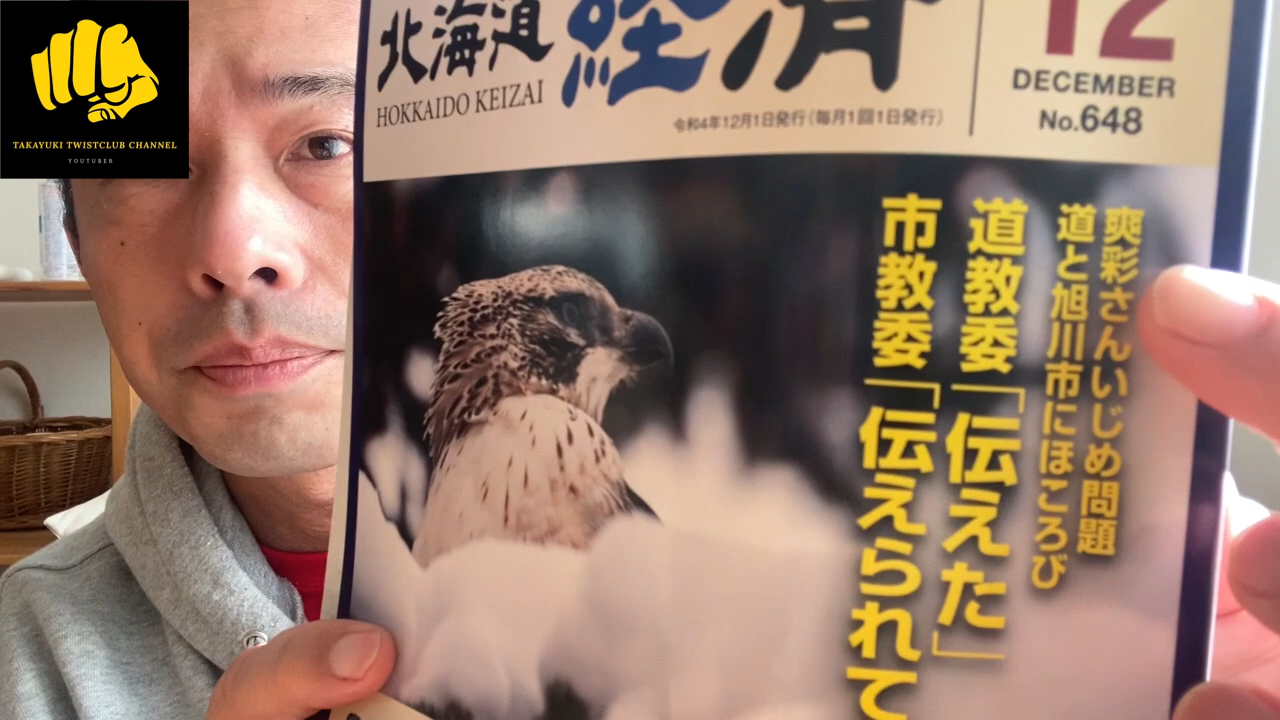 TAKAYUKI TWISTCLUB CHANNEL
YOUTUBER
北海道 経済
HOKKAIDO KEIZAI
令和4年12月1日発行(毎月1回1日発行)
12
DECEMBER
No.648
爽彩さんいじめ問題
道と旭川市にほころび
道教委「伝えた」
市教委「伝えられて